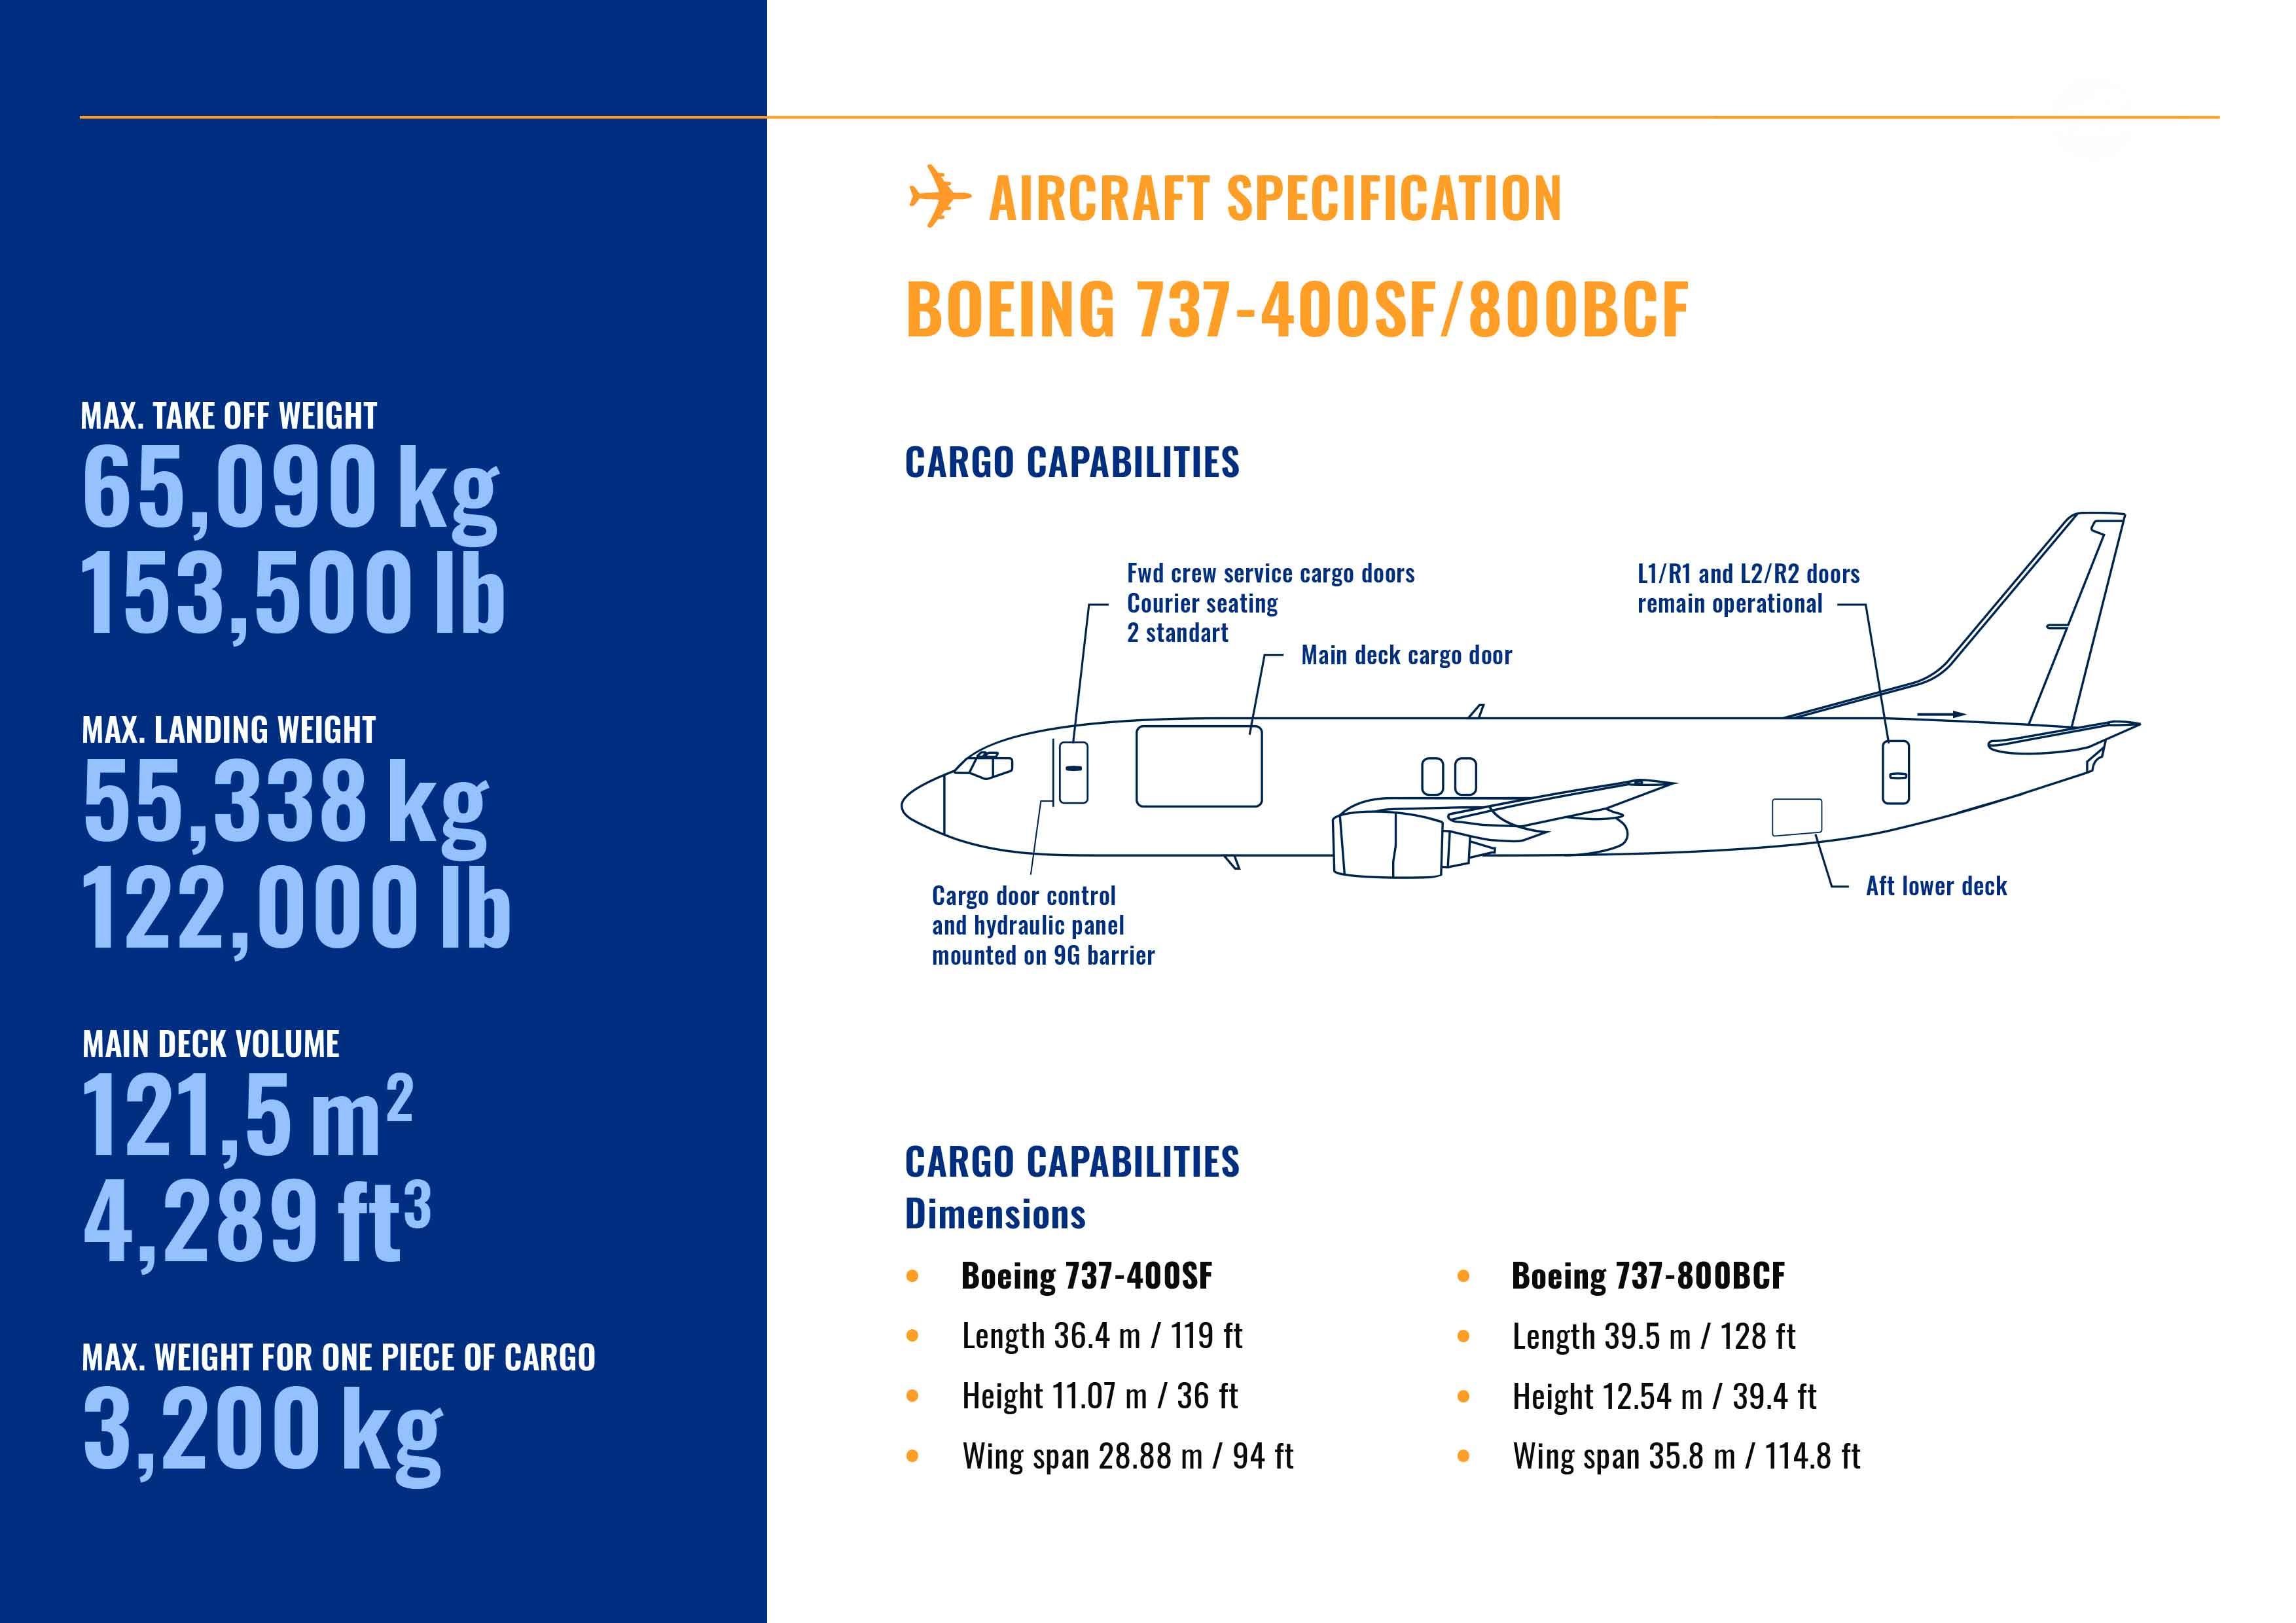 MAX. TAKE OFF WEIGHT
65,090 kg
153,500 lb
MAX. LANDING WEIGHT
55,338 kg
122,000 lb
MAIN DECK VOLUME
121,5 m²
4,289 ft³
MAX. WEIGHT FOR ONE PIECE OF CARGO
3,200 kg
AIRCRAFT SPECIFICATION
BOEING 737-400SF/800BCF
CARGO CAPABILITIES
Fwd crew service cargo doors
Courier seating
2 standart
Main deck cargo door
L1/R1 and L2/R2 doors
remain operational
Cargo door control
and hydraulic panel
mounted on 9G barrier
Aft lower deck
CARGO CAPABILITIES
Dimensions
• Boeing 737-400SF
• Length 36.4 m / 119 ft
• Height 11.07 m / 36 ft
• Wing span 28.88 m / 94 ft
• Boeing 737-800BCF
• Length 39.5 m / 128 ft
• Height 12.54 m / 39.4 ft
• Wing span 35.8 m / 114.8 ft